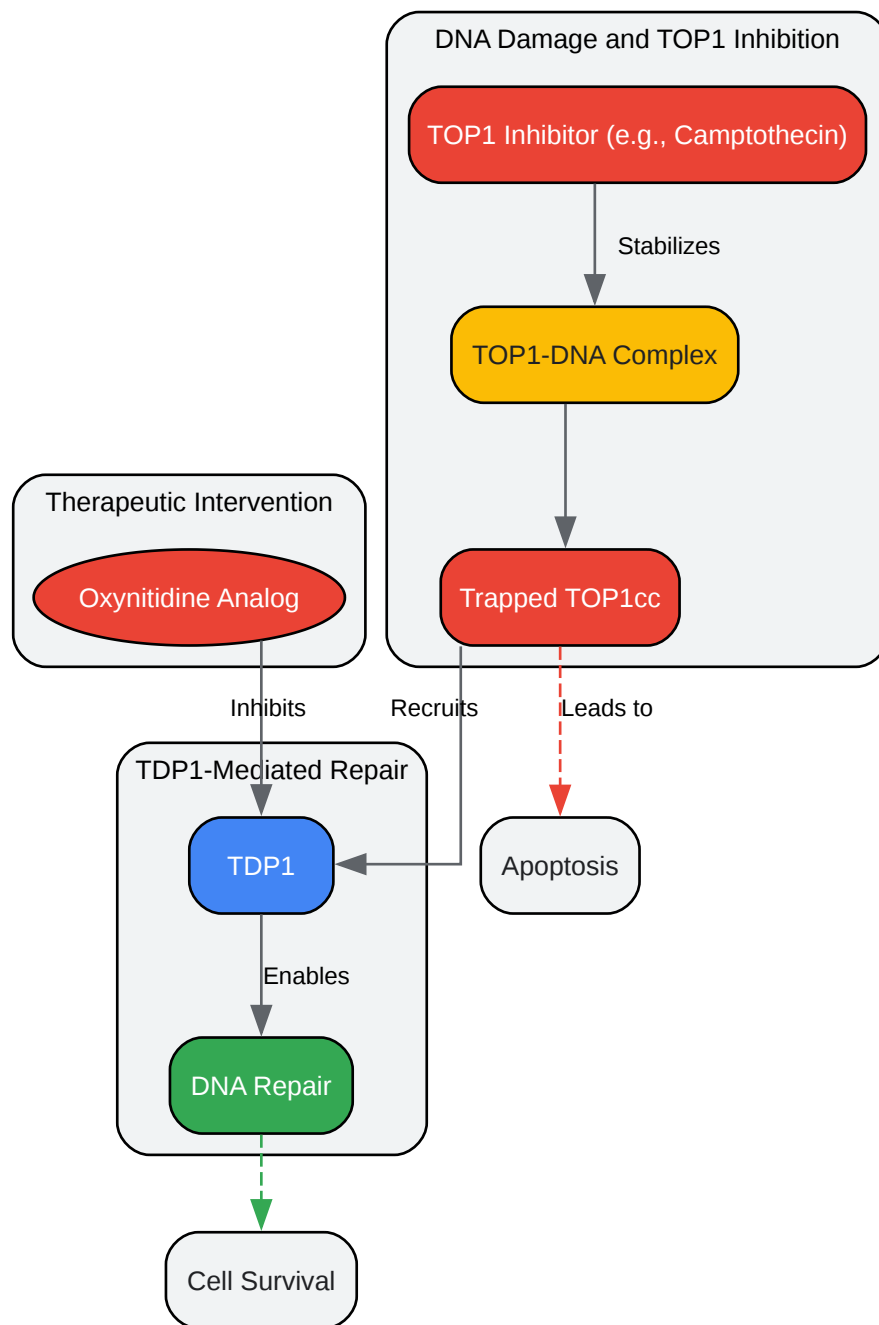 DNA Damage and TOP1 Inhibition
TOP1 Inhibitor (e.g., Camptothecin)
Stabilizes
TOP1-DNA Complex
Therapeutic Intervention
Oxynitidine Analog
Trapped TOP1cc
Inhibits
Recruits
Leads to
TDP1-Mediated Repair
TDP1
Apoptosis
Enables
DNA Repair
Cell Survival